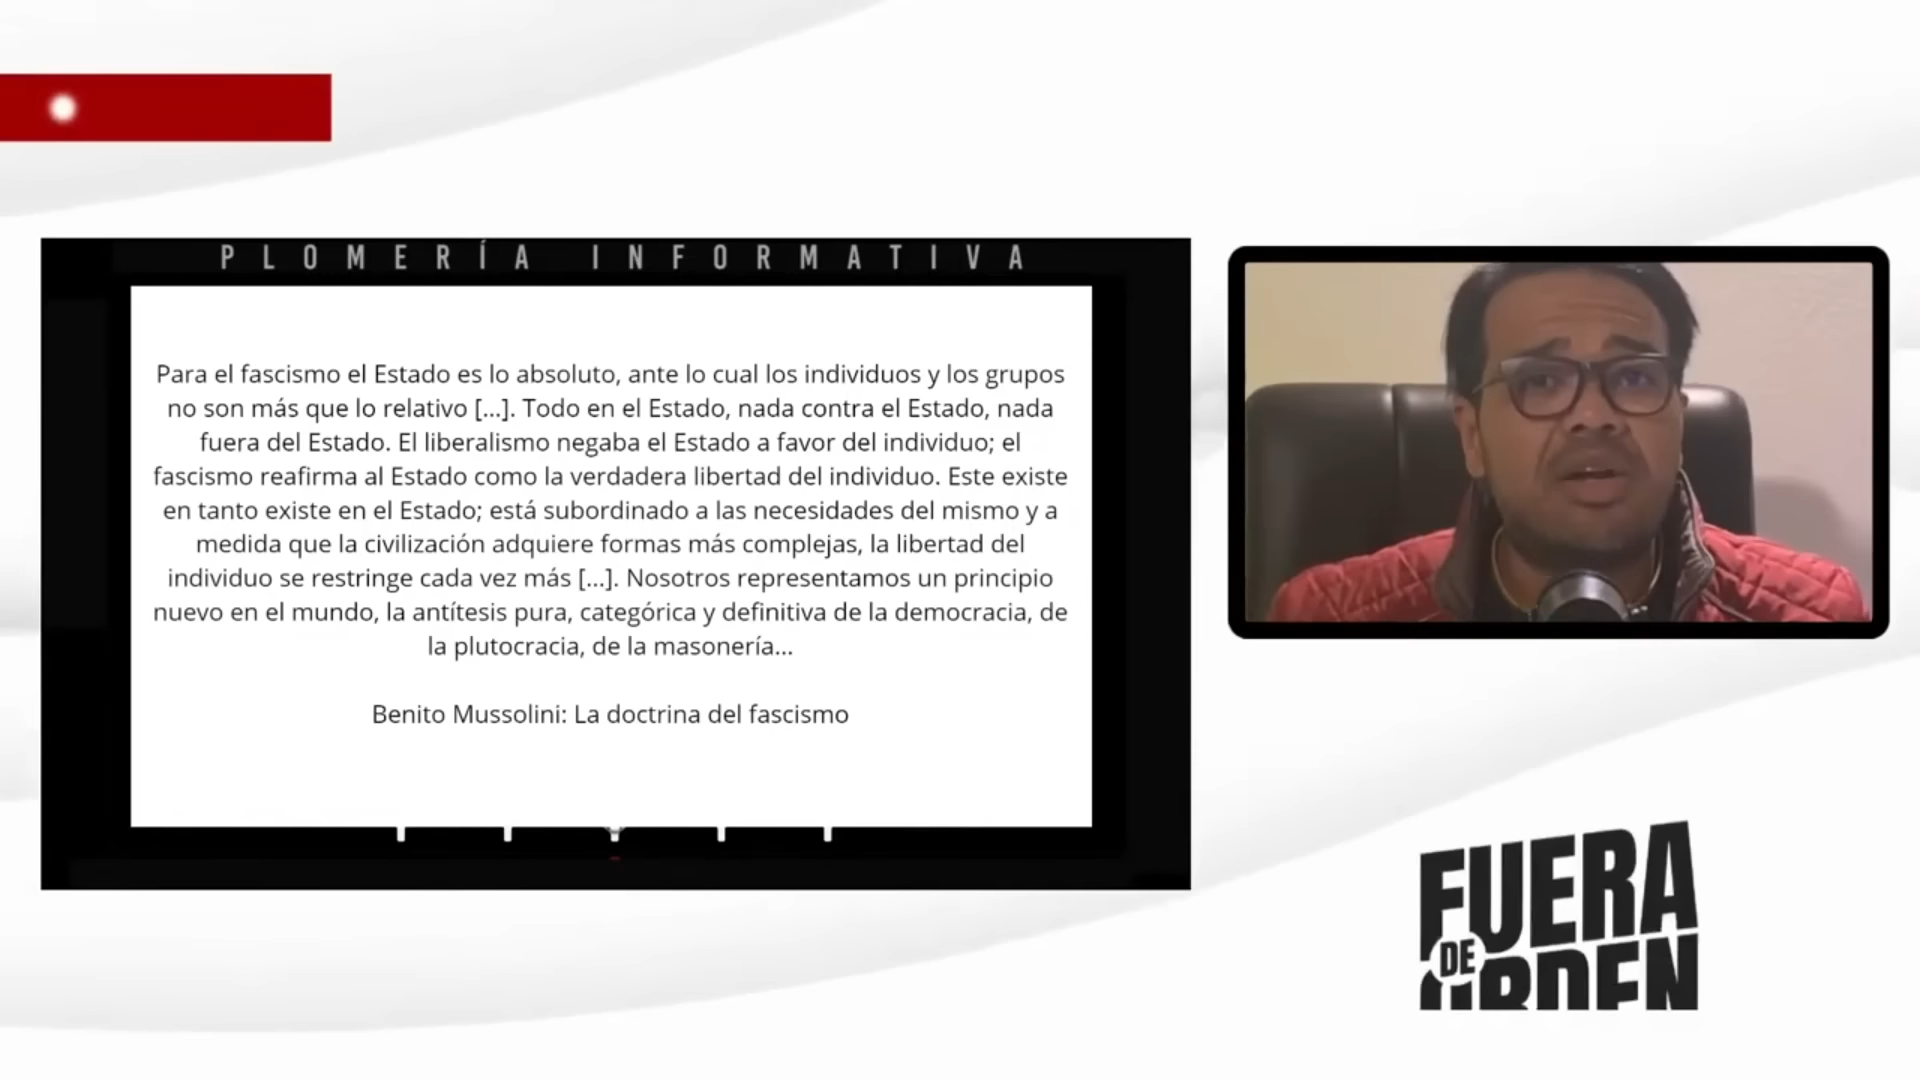 PLOMERÍA INFORMATIVA
Para el fascismo el Estado es lo absoluto, ante lo cual los individuos y los grupos
no son más que lo relativo [...]. Todo en el Estado, nada contra el Estado, nada
fuera del Estado. El liberalismo negaba el Estado a favor del individuo; el
fascismo reafirma al Estado como la verdadera libertad del individuo. Este existe
en tanto existe en el Estado; está subordinado a las necesidades del mismo y a
medida que la civilización adquiere formas más complejas, la libertad del
individuo se restringe cada vez más [...]. Nosotros representamos un principio
nuevo en el mundo, la antítesis pura, categórica y definitiva de la democracia, de
la plutocracia, de la masonería...
Benito Mussolini: La doctrina del fascismo
FUERA
DE
ORDEN